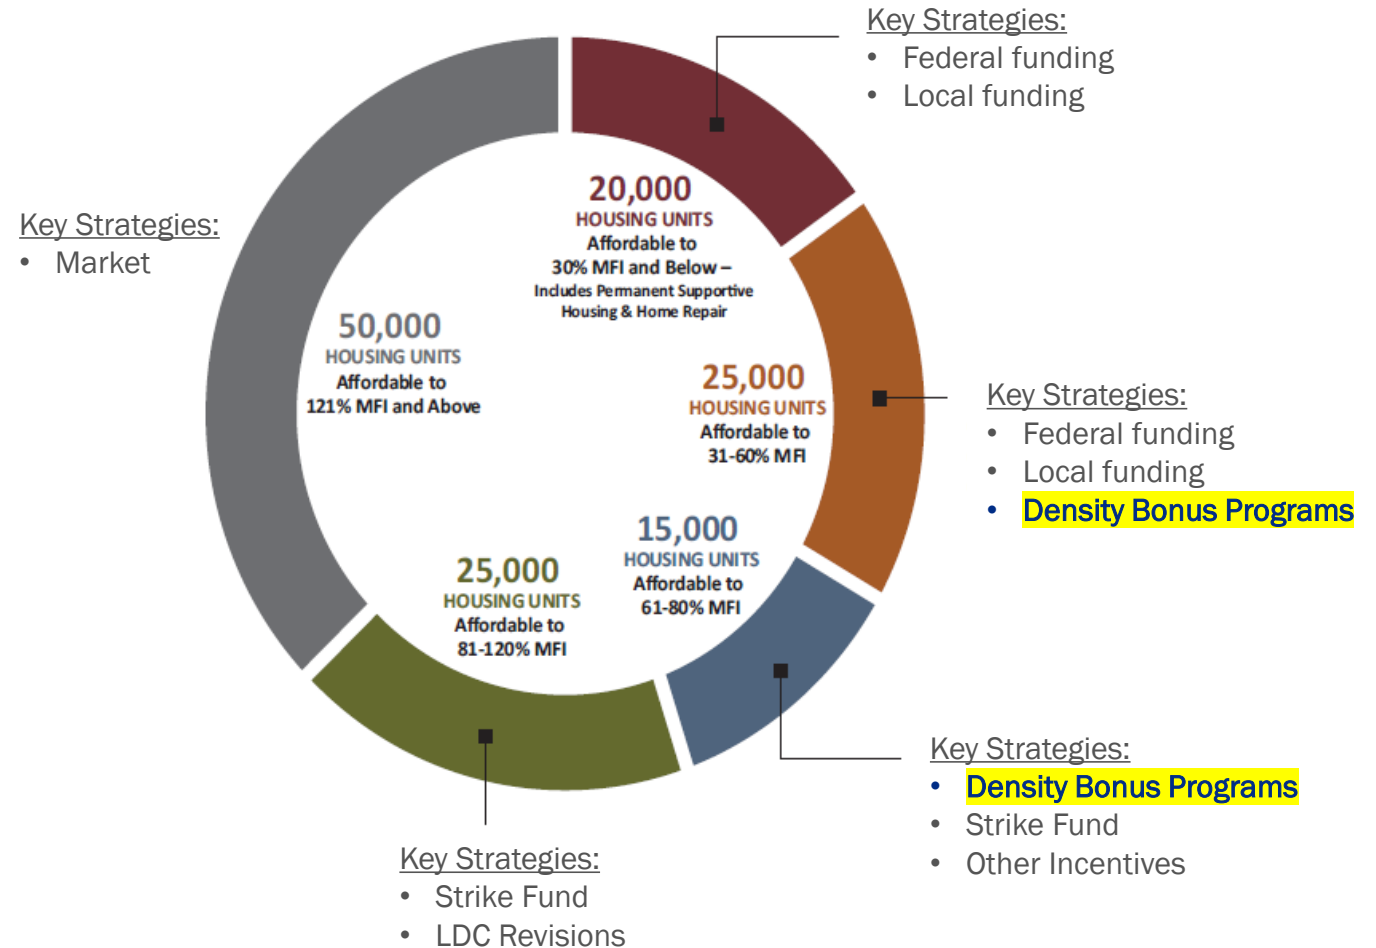 Key Strategies:
• Federal funding
• Local funding
20,000
HOUSING UNITS
Affordable to
30% MFI and Below –
Includes Permanent Supportive
Housing & Home Repair
Key Strategies:
• Market
50,000
HOUSING UNITS
Affordable to
121% MFI and Above
25,000
HOUSING UNITS
Affordable to
31-60% MFI
Key Strategies:
• Federal funding
• Local funding
• Density Bonus Programs
15,000
HOUSING UNITS
Affordable to
61-80% MFI
25,000
HOUSING UNITS
Affordable to
81-120% MFI
Key Strategies:
• Density Bonus Programs
• Strike Fund
• Other Incentives
Key Strategies:
• Strike Fund
• LDC Revisions